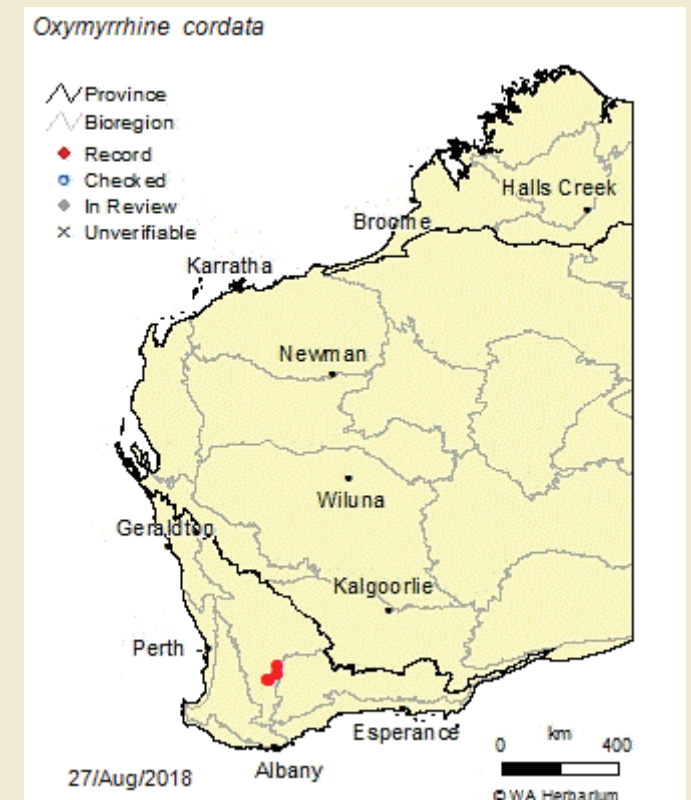 Oxymyrrhine cordata
Province
Bioregion
Record
Checked
In Review
Unverifiable
Halls Creek
Broome
Karratha
Newman
Wiluna
Geraldton
Kalgoorlie
Perth
Esperance
0 km 400
Albany
27/Aug/2018
© WA Herbarium